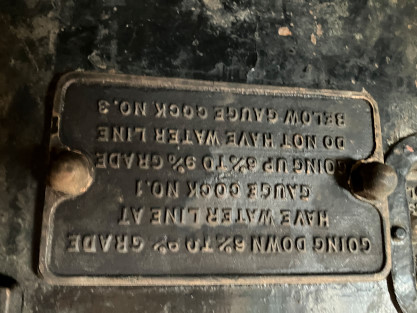 GOING DOWN 6% TO 9% GRADE
HAVE WATER LINE AT
GAUGE COCK NO.1
GOING UP 6% TO 9% GRADE
DO NOT HAVE WATER LINE
BELOW GAUGE COCK NO.3